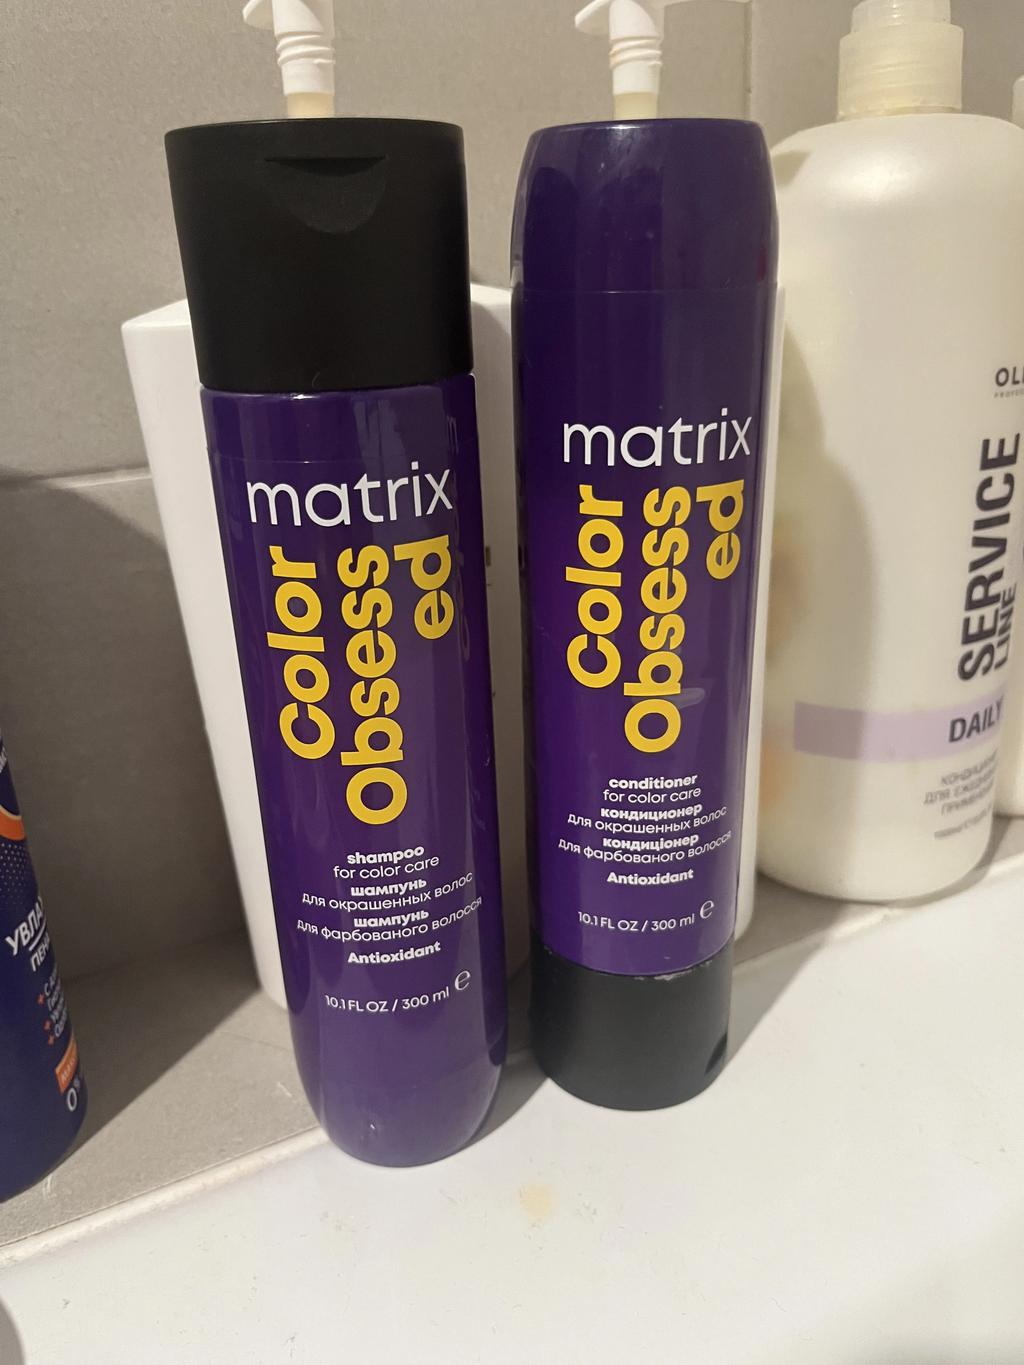 matrix
Color
Obsess
ed
shampoo
for color care
шампунь
для окрашенных волос
шампунь
для фарбованого волосся
Antioxidant
10.1 FL OZ / 300 ml e
matrix
Color
Obsess
ed
conditioner
for color care
кондиционер
для окрашенных волос
кондиціонер
для фарбованого волосся
Antioxidant
10.1 FL OZ / 300 ml e
SERVICE
LINE
DAILY
для